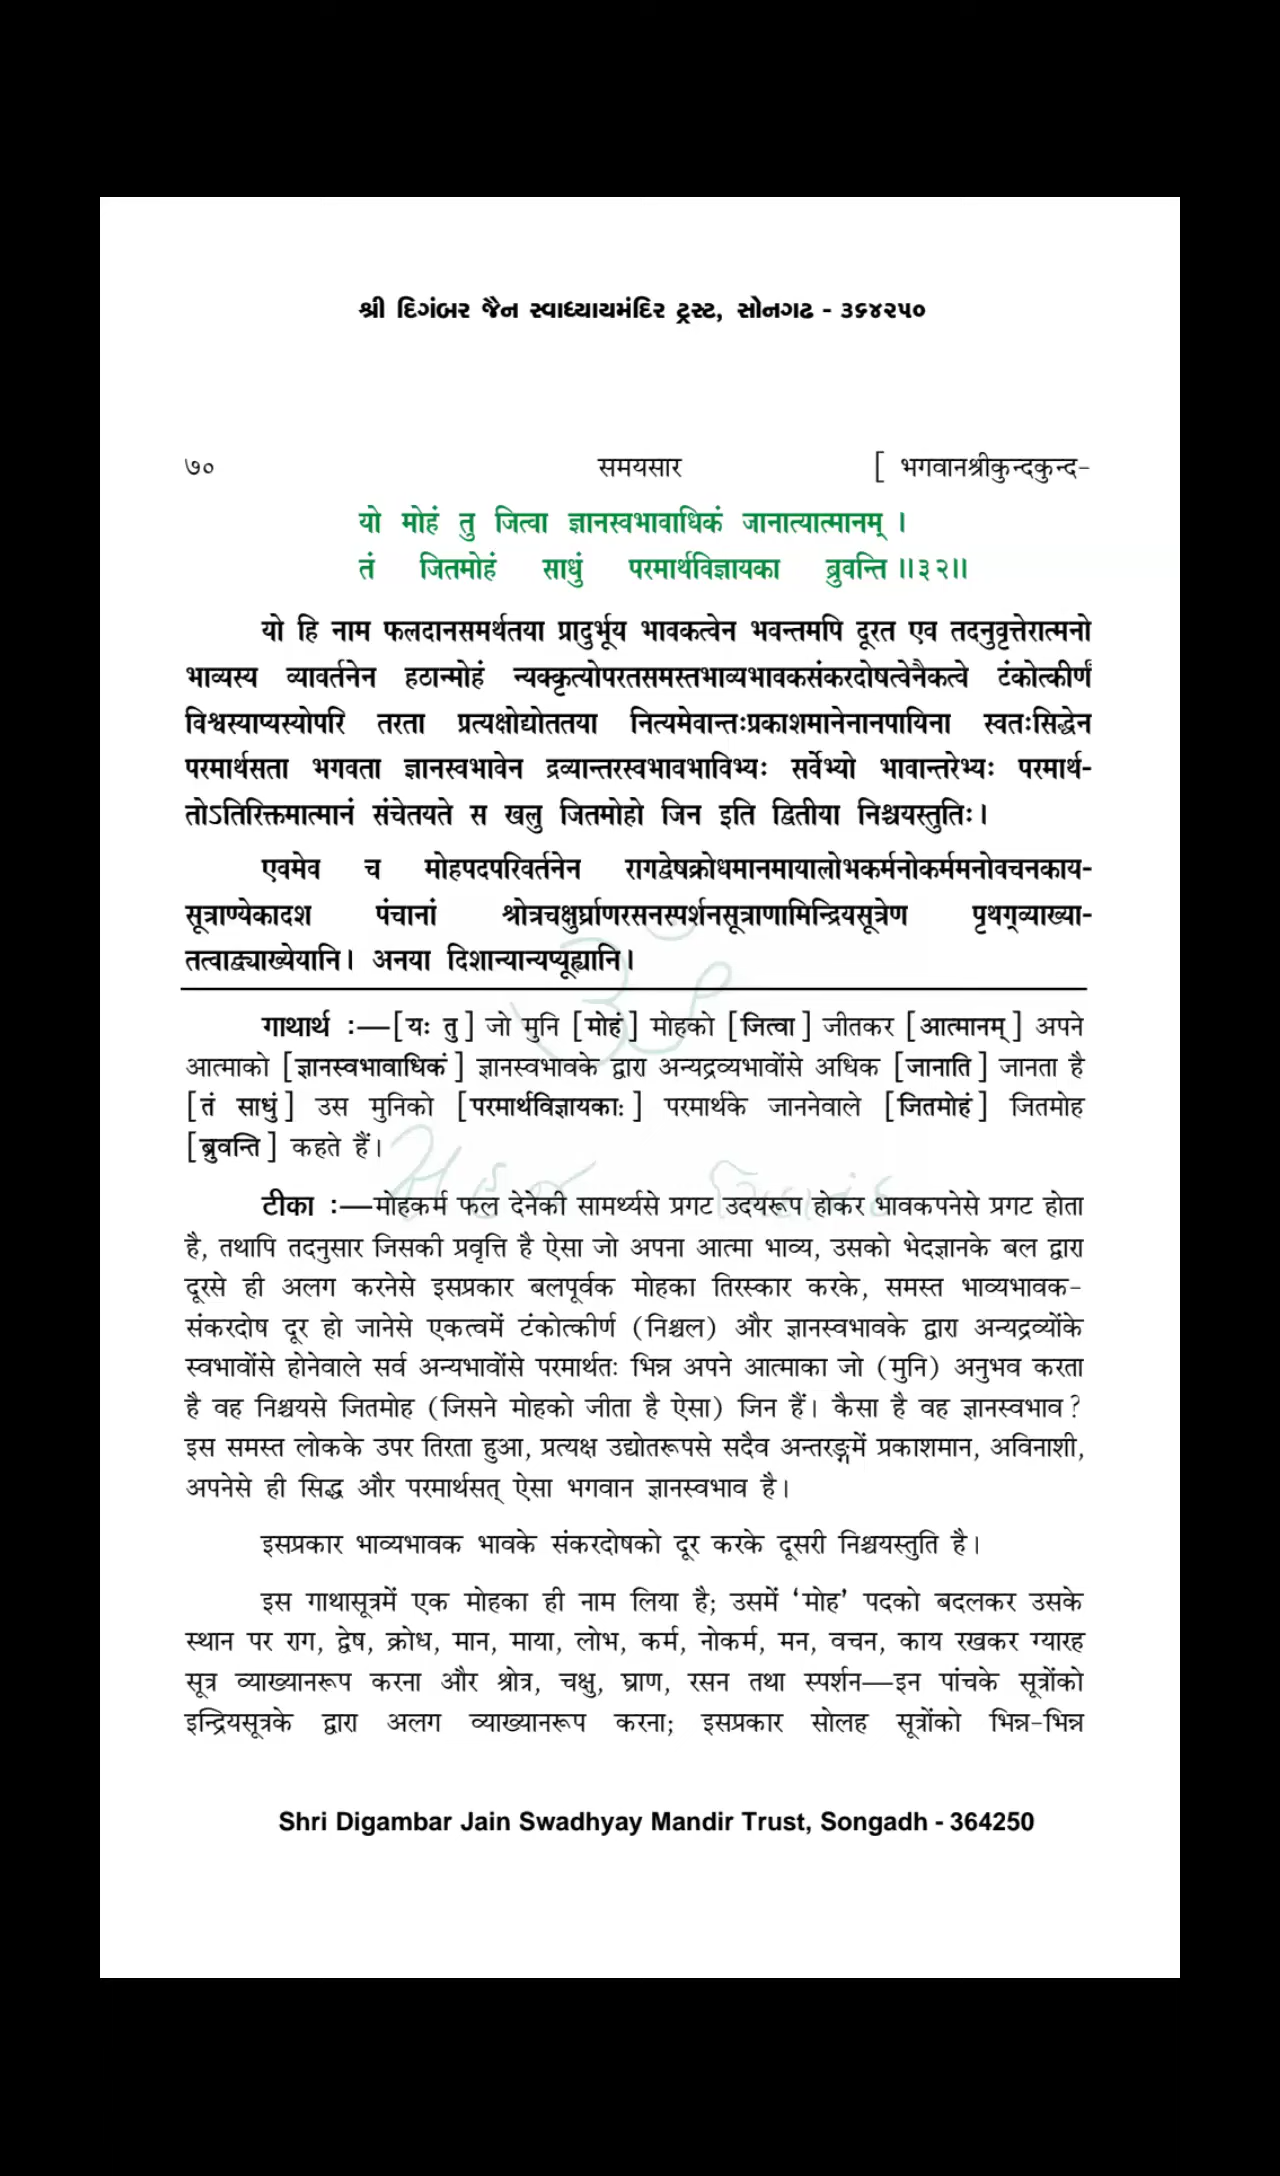 શ્રી દિગંબર જૈન સ્વાધ્યાયમંદિર ટ્રસ્ટ, સોનગઢ - ૩૬૪૨૫૦
७० समयसार [ भगवानश्रीकुन्दकुन्द-
यो मोहं तु जित्वा ज्ञानस्वभावाधिकं जानात्यात्मानम् ।
तं जितमोहं साधुं परमार्थविज्ञायका ब्रुवन्ति ॥३२॥
यो हि नाम फलदानसमर्थतया प्रादुर्भूय भावकत्वेन भवन्तमपि दूरत एव तदनुवृत्तेरात्मनो
भाव्यस्य व्यावर्तनेन हठान्मोहं न्यक्कृत्योपरतसमस्तभाव्यभावकसंकरदोषत्वेनैकत्वे टंकोत्कीर्णं
विश्वस्याप्यस्योपरि तरता प्रत्यक्षोद्योततया नित्यमेवान्तःप्रकाशमानेनानपायिना स्वतःसिद्धेन
परमार्थसता भगवता ज्ञानस्वभावेन द्रव्यान्तरस्वभावभाविभ्यः सर्वेभ्यो भावान्तरेभ्यः परमार्थ-
तोऽतिरिक्तमात्मानं संचेतयते स खलु जितमोहो जिन इति द्वितीया निश्चयस्तुतिः।
एवमेव च मोहपदपरिवर्तनेन रागद्वेषक्रोधमानमायालोभकर्मनोकर्ममनोवचनकाय-
सूत्राण्येकादश पंचानां श्रोत्रचक्षुर्घ्राणरसनस्पर्शनसूत्राणामिन्द्रियसूत्रेण पृथग्व्याख्या-
तत्वाद्व्याख्येयानि। अनया दिशान्यान्यप्यूह्यानि।
गाथार्थ :—[यः तु] जो मुनि [मोहं] मोहको [जित्वा] जीतकर [आत्मानम्] अपने
आत्माको [ज्ञानस्वभावाधिकं] ज्ञानस्वभावके द्वारा अन्यद्रव्यभावोंसे अधिक [जानाति] जानता है
[तं साधुं] उस मुनिको [परमार्थविज्ञायकाः] परमार्थके जाननेवाले [जितमोहं] जितमोह
[ब्रुवन्ति] कहते हैं।
टीका :—मोहकर्म फल देनेकी सामर्थ्यसे प्रगट उदयरूप होकर भावकपनेसे प्रगट होता
है, तथापि तदनुसार जिसकी प्रवृत्ति है ऐसा जो अपना आत्मा भाव्य, उसको भेदज्ञानके बल द्वारा
दूरसे ही अलग करनेसे इसप्रकार बलपूर्वक मोहका तिरस्कार करके, समस्त भाव्यभावक-
संकरदोष दूर हो जानेसे एकत्वमें टंकोत्कीर्ण (निश्चल) और ज्ञानस्वभावके द्वारा अन्यद्रव्योंके
स्वभावोंसे होनेवाले सर्व अन्यभावोंसे परमार्थतः भिन्न अपने आत्माका जो (मुनि) अनुभव करता
है वह निश्चयसे जितमोह (जिसने मोहको जीता है ऐसा) जिन हैं। कैसा है वह ज्ञानस्वभाव?
इस समस्त लोकके उपर तिरता हुआ, प्रत्यक्ष उद्योतरूपसे सदैव अन्तरङ्गमें प्रकाशमान, अविनाशी,
अपनेसे ही सिद्ध और परमार्थसत् ऐसा भगवान ज्ञानस्वभाव है।
इसप्रकार भाव्यभावक भावके संकरदोषको दूर करके दूसरी निश्चयस्तुति है।
इस गाथासूत्रमें एक मोहका ही नाम लिया है; उसमें ‘मोह’ पदको बदलकर उसके
स्थान पर राग, द्वेष, क्रोध, मान, माया, लोभ, कर्म, नोकर्म, मन, वचन, काय रखकर ग्यारह
सूत्र व्याख्यानरूप करना और श्रोत्र, चक्षु, घ्राण, रसन तथा स्पर्शन—इन पांचके सूत्रोंको
इन्द्रियसूत्रके द्वारा अलग व्याख्यानरूप करना; इसप्रकार सोलह सूत्रोंको भिन्न-भिन्न
Shri Digambar Jain Swadhyay Mandir Trust, Songadh - 364250